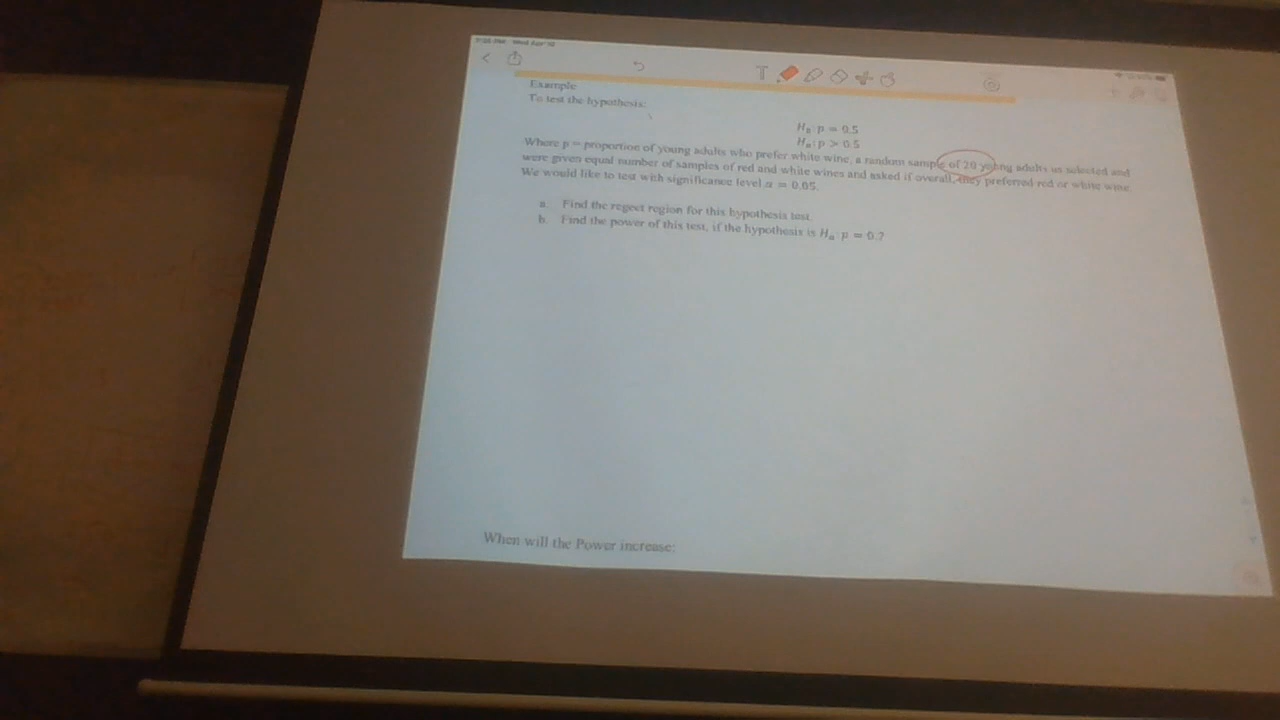 Example
To test the hypothesis:
H₀: p = 0.5
Hₐ: p > 0.5
Where p = proportion of young adults who prefer white wine, a random sample of 20 young adults us selected and
were given equal number of samples of red and white wines and asked if overall, they preferred red or white wine.
We would like to test with significance level α = 0.05.
a. Find the regect region for this hypothesis test.
b. Find the power of this test, if the hypothesis is Hₐ: p = 0.7
When will the Power increase: